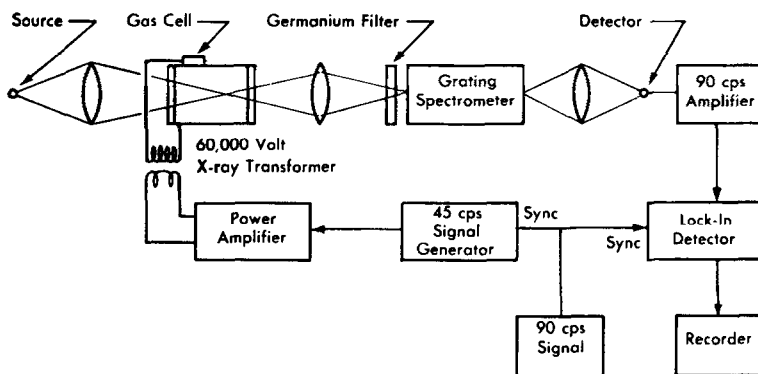 Source
Gas Cell
Germanium Filter
Detector
Grating
Spectrometer
90 cps
Amplifier
60,000 Volt
X-ray Transformer
Power
Amplifier
45 cps
Signal
Generator
Sync
Sync
Lock-In
Detector
90 cps
Signal
Recorder